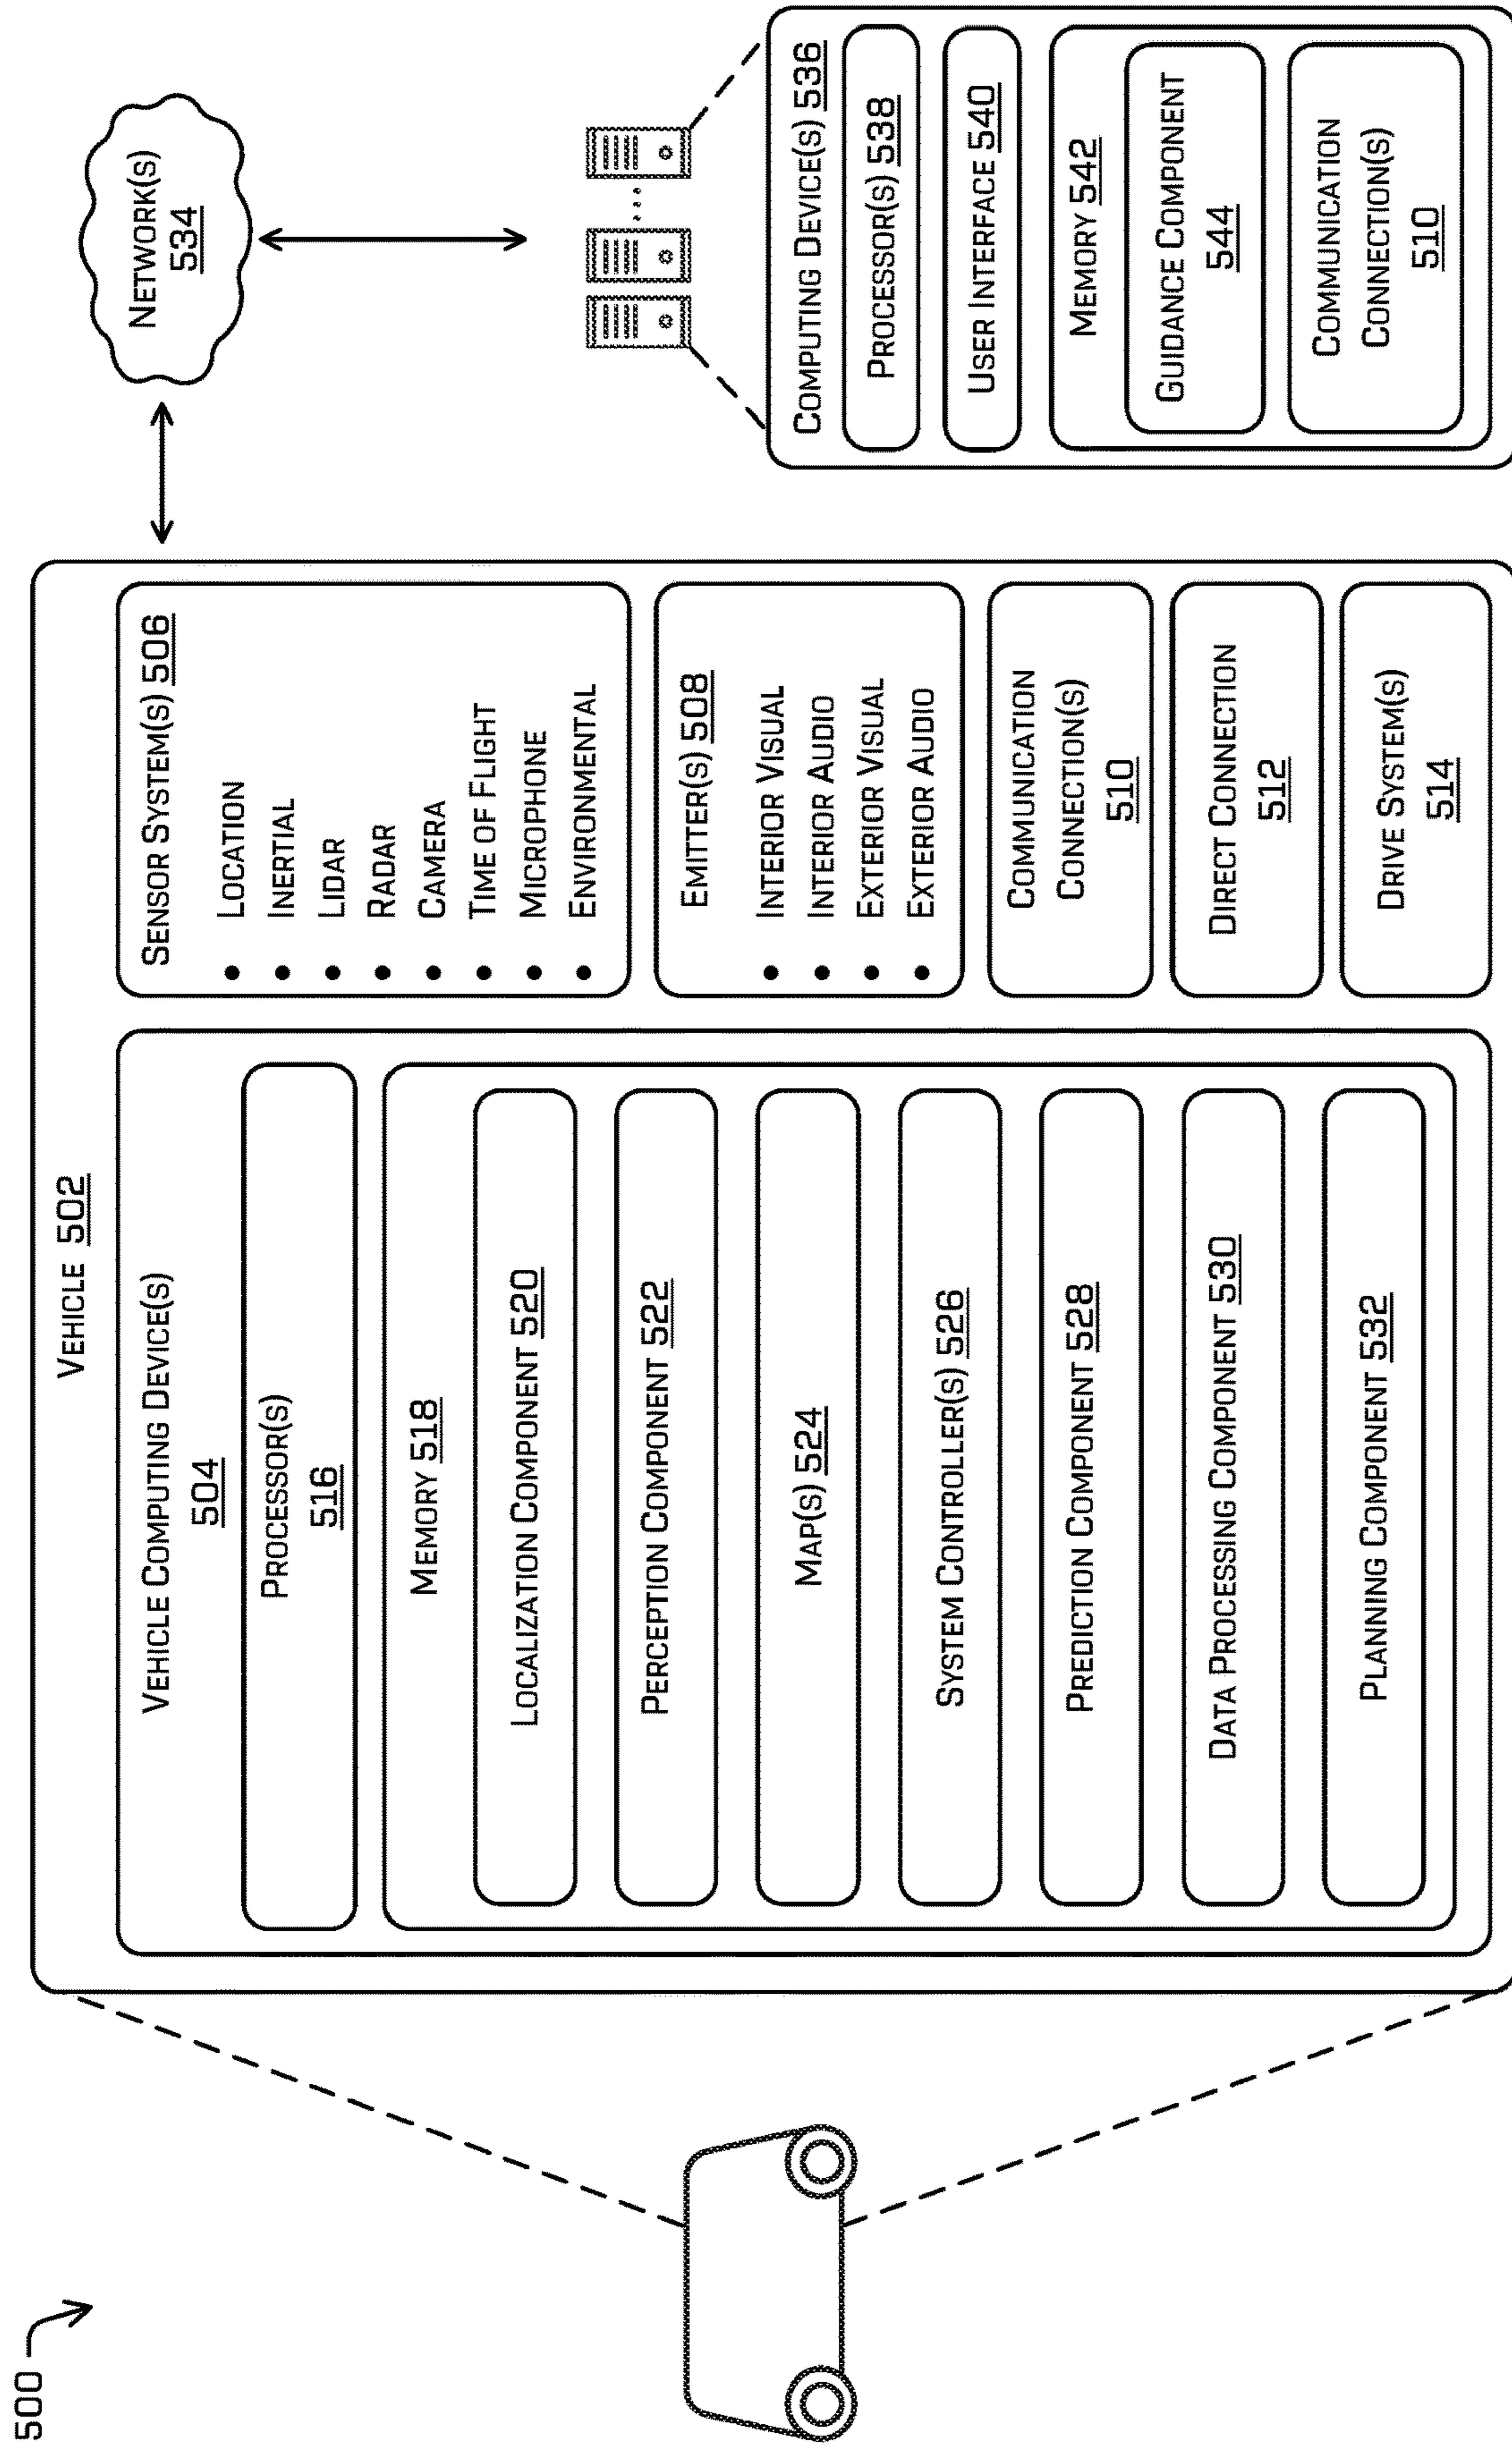 500
VEHICLE 502
VEHICLE COMPUTING DEVICE(S)
504
PROCESSOR(S)
516
MEMORY 518
LOCALIZATION COMPONENT 520
PERCEPTION COMPONENT 522
MAP(S) 524
SYSTEM CONTROLLER(S) 526
PREDICTION COMPONENT 528
DATA PROCESSING COMPONENT 530
PLANNING COMPONENT 532
SENSOR SYSTEM(S) 506
• LOCATION
• INERTIAL
• LIDAR
• RADAR
• CAMERA
• TIME OF FLIGHT
• MICROPHONE
• ENVIRONMENTAL
EMITTER(S) 508
• INTERIOR VISUAL
• INTERIOR AUDIO
• EXTERIOR VISUAL
• EXTERIOR AUDIO
COMMUNICATION
CONNECTION(S)
510
DIRECT CONNECTION
512
DRIVE SYSTEM(S)
514
NETWORK(S)
534
COMPUTING DEVICE(S) 536
PROCESSOR(S) 538
USER INTERFACE 540
MEMORY 542
GUIDANCE COMPONENT
544
COMMUNICATION
CONNECTION(S)
510